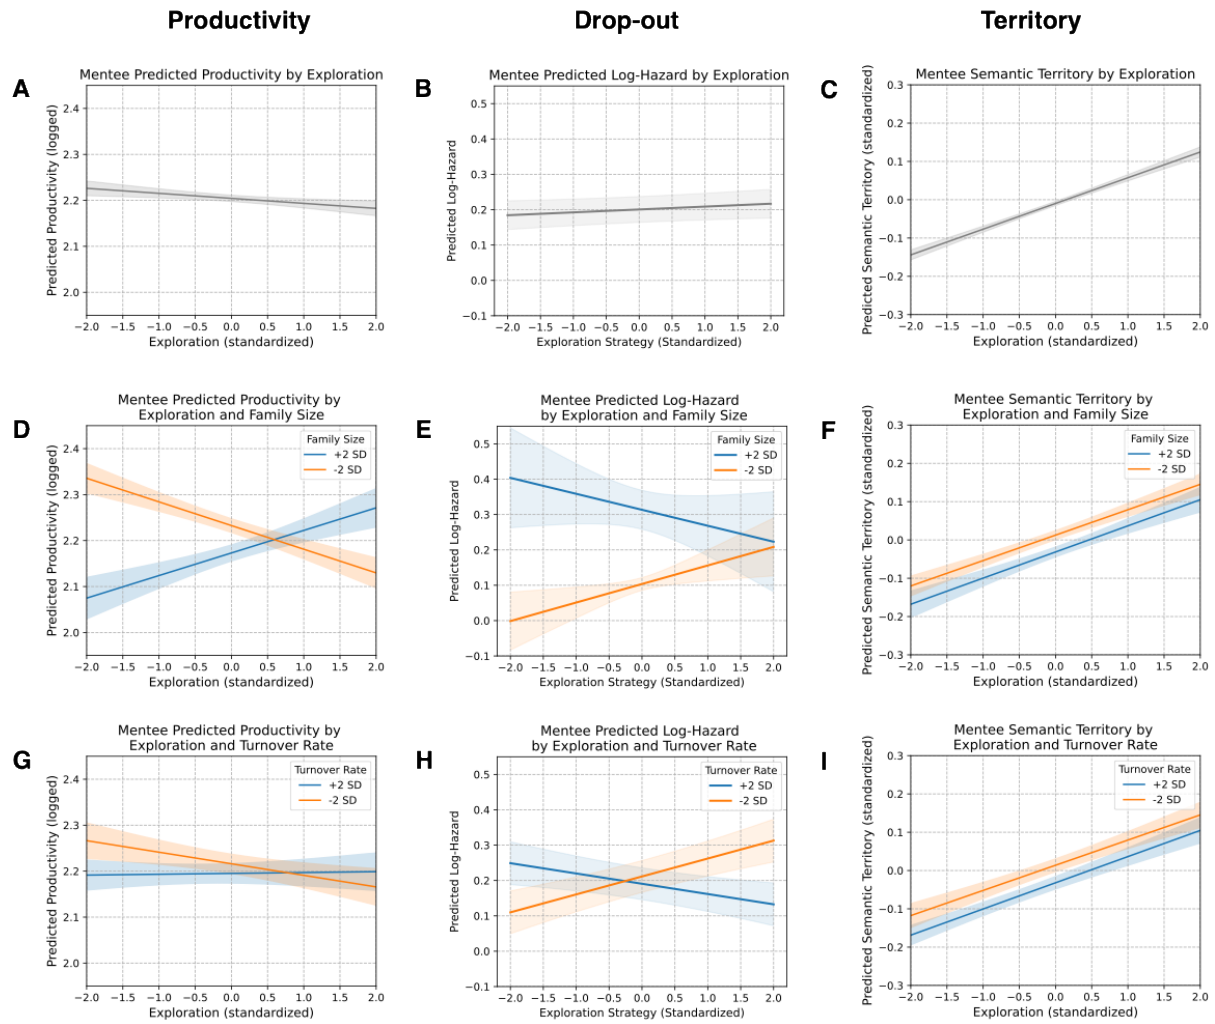 Productivity
Drop-out
Territory
A
Mentee Predicted Productivity by Exploration
Predicted Productivity (logged)
2.4
2.3
2.2
2.1
2.0
−2.0 −1.5 −1.0 −0.5 0.0 0.5 1.0 1.5 2.0
Exploration (standardized)
B
Mentee Predicted Log-Hazard by Exploration
Predicted Log-Hazard
0.5
0.4
0.3
0.2
0.1
0.0
−0.1
−2.0 −1.5 −1.0 −0.5 0.0 0.5 1.0 1.5 2.0
Exploration Strategy (Standardized)
C
Mentee Semantic Territory by Exploration
Predicted Semantic Territory (standardized)
0.3
0.2
0.1
0.0
−0.1
−0.2
−0.3
−2.0 −1.5 −1.0 −0.5 0.0 0.5 1.0 1.5 2.0
Exploration (standardized)
D
Mentee Predicted Productivity by
Exploration and Family Size
Predicted Productivity (logged)
2.4
2.3
2.2
2.1
2.0
Family Size
+2 SD
-2 SD
−2.0 −1.5 −1.0 −0.5 0.0 0.5 1.0 1.5 2.0
Exploration (standardized)
E
Mentee Predicted Log-Hazard
by Exploration and Family Size
Predicted Log-Hazard
0.5
0.4
0.3
0.2
0.1
0.0
−0.1
Family Size
+2 SD
-2 SD
−2.0 −1.5 −1.0 −0.5 0.0 0.5 1.0 1.5 2.0
Exploration Strategy (Standardized)
F
Mentee Semantic Territory by
Exploration and Family Size
Predicted Semantic Territory (standardized)
0.3
0.2
0.1
0.0
−0.1
−0.2
−0.3
Family Size
+2 SD
-2 SD
−2.0 −1.5 −1.0 −0.5 0.0 0.5 1.0 1.5 2.0
Exploration (standardized)
G
Mentee Predicted Productivity by
Exploration and Turnover Rate
Predicted Productivity (logged)
2.4
2.3
2.2
2.1
2.0
Turnover Rate
+2 SD
-2 SD
−2.0 −1.5 −1.0 −0.5 0.0 0.5 1.0 1.5 2.0
Exploration (standardized)
H
Mentee Predicted Log-Hazard
by Exploration and Turnover Rate
Predicted Log-Hazard
0.5
0.4
0.3
0.2
0.1
0.0
−0.1
Turnover Rate
+2 SD
-2 SD
−2.0 −1.5 −1.0 −0.5 0.0 0.5 1.0 1.5 2.0
Exploration Strategy (Standardized)
I
Mentee Semantic Territory by
Exploration and Turnover Rate
Predicted Semantic Territory (standardized)
0.3
0.2
0.1
0.0
−0.1
−0.2
−0.3
Turnover Rate
+2 SD
-2 SD
−2.0 −1.5 −1.0 −0.5 0.0 0.5 1.0 1.5 2.0
Exploration (standardized)